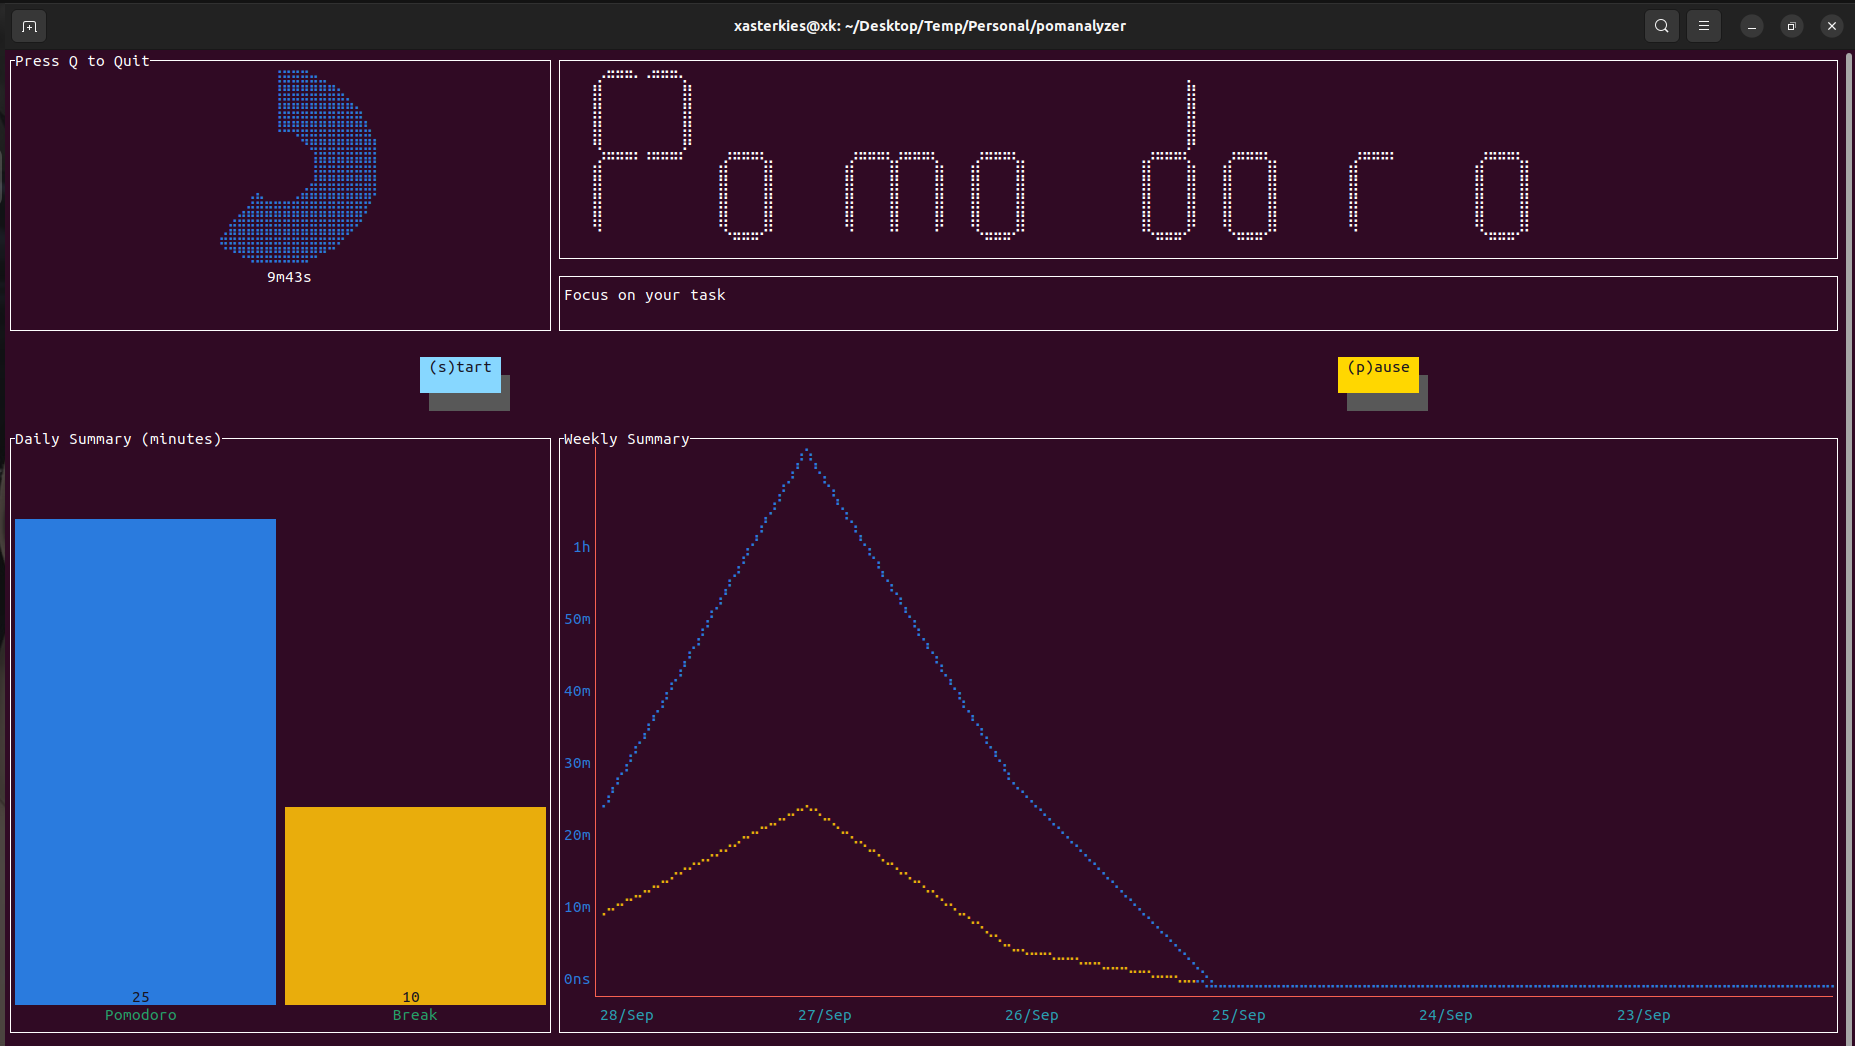 xasterkies@xk: ~/Desktop/Temp/Personal/pomanalyzer
Press Q to Quit
9m43s
Pomodoro
Focus on your task
(s)tart
(p)ause
Daily Summary (minutes)
25
10
Pomodoro
Break
Weekly Summary
1h
50m
40m
30m
20m
10m
0ns
28/Sep
27/Sep
26/Sep
25/Sep
24/Sep
23/Sep